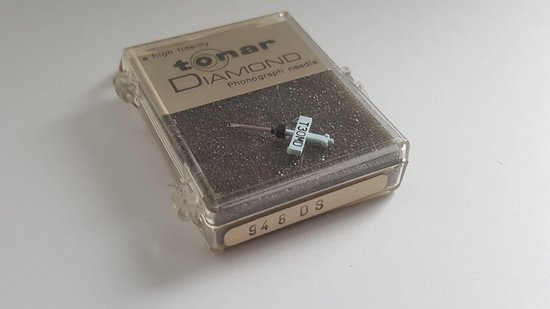 a high fidelity
tonar
DIAMOND
Phonograph needle
T30MD
946 DS